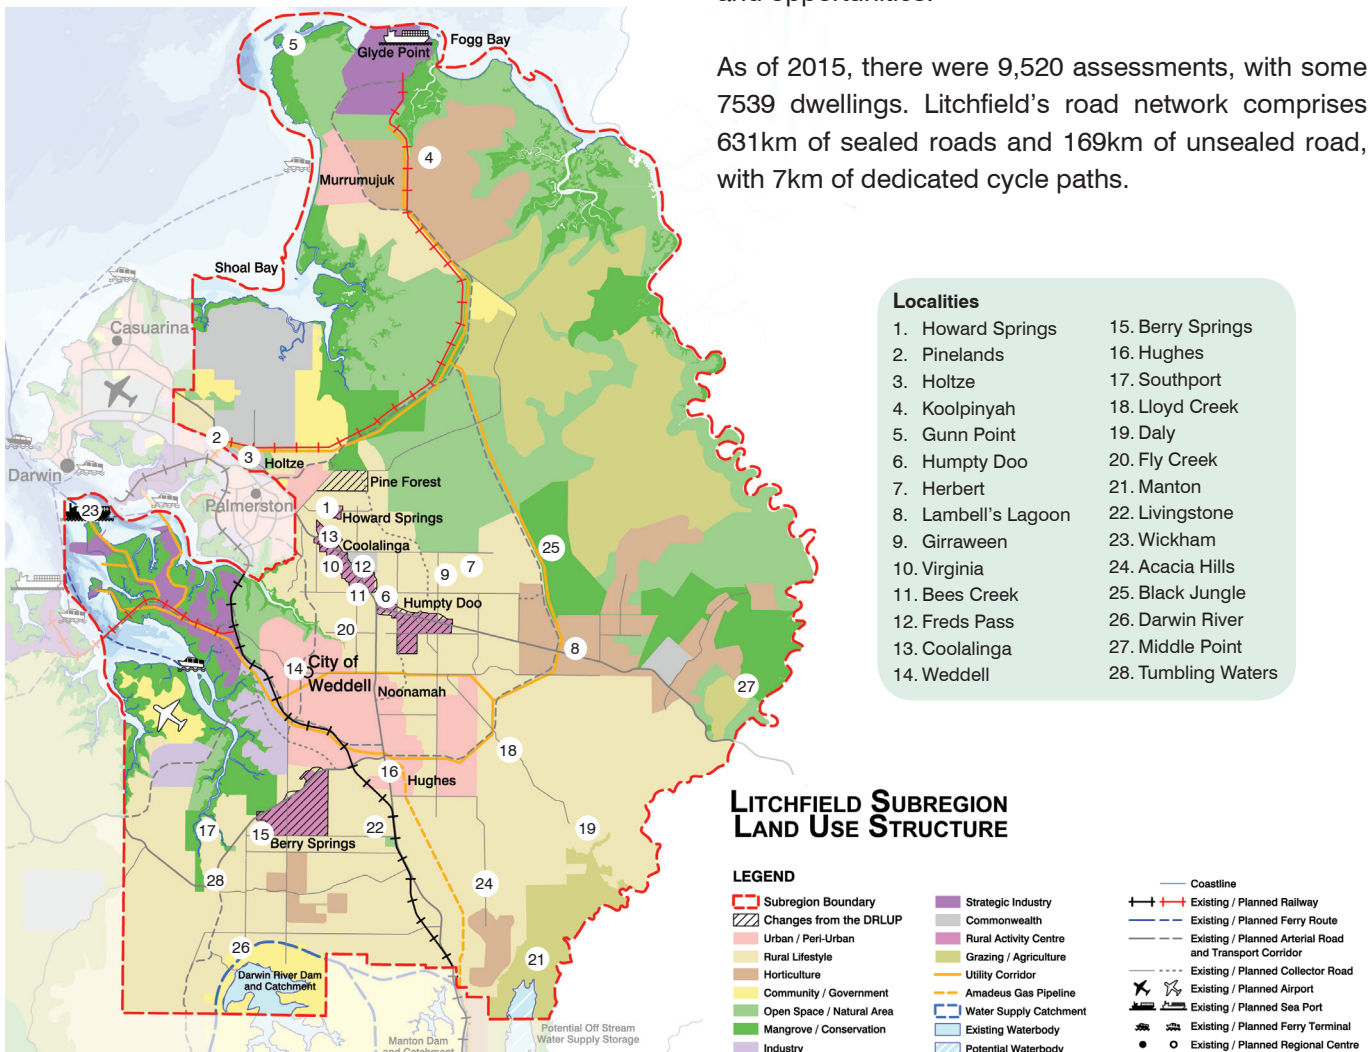 and opportunities.
As of 2015, there were 9,520 assessments, with some
7539 dwellings. Litchfield's road network comprises
631km of sealed roads and 169km of unsealed road,
with 7km of dedicated cycle paths.
5
Glyde Point
Fogg Bay
4
Murrumujuk
Shoal Bay
Casuarina
2
3
Holtze
Darwin
Palmerston
Pine Forest
1
Howard Springs
23
13
Coolalinga
10
12
9
7
25
11
6
Humpty Doo
20
8
14
City of
Weddell
Noonamah
27
18
16
Hughes
17
15
Berry Springs
22
19
28
24
26
Darwin River Dam
and Catchment
21
Manton Dam
and Catchment
Potential Off Stream
Water Supply Storage
Localities
1. Howard Springs
2. Pinelands
3. Holtze
4. Koolpinyah
5. Gunn Point
6. Humpty Doo
7. Herbert
8. Lambell's Lagoon
9. Girraween
10. Virginia
11. Bees Creek
12. Freds Pass
13. Coolalinga
14. Weddell
15. Berry Springs
16. Hughes
17. Southport
18. Lloyd Creek
19. Daly
20. Fly Creek
21. Manton
22. Livingstone
23. Wickham
24. Acacia Hills
25. Black Jungle
26. Darwin River
27. Middle Point
28. Tumbling Waters
LITCHFIELD SUBREGION
LAND USE STRUCTURE
LEGEND
Subregion Boundary
Changes from the DRLUP
Urban / Peri-Urban
Rural Lifestyle
Horticulture
Community / Government
Open Space / Natural Area
Mangrove / Conservation
Industry
Strategic Industry
Commonwealth
Rural Activity Centre
Grazing / Agriculture
Utility Corridor
Amadeus Gas Pipeline
Water Supply Catchment
Existing Waterbody
Potential Waterbody
Coastline
Existing / Planned Railway
Existing / Planned Ferry Route
Existing / Planned Arterial Road
and Transport Corridor
Existing / Planned Collector Road
Existing / Planned Airport
Existing / Planned Sea Port
Existing / Planned Ferry Terminal
Existing / Planned Regional Centre